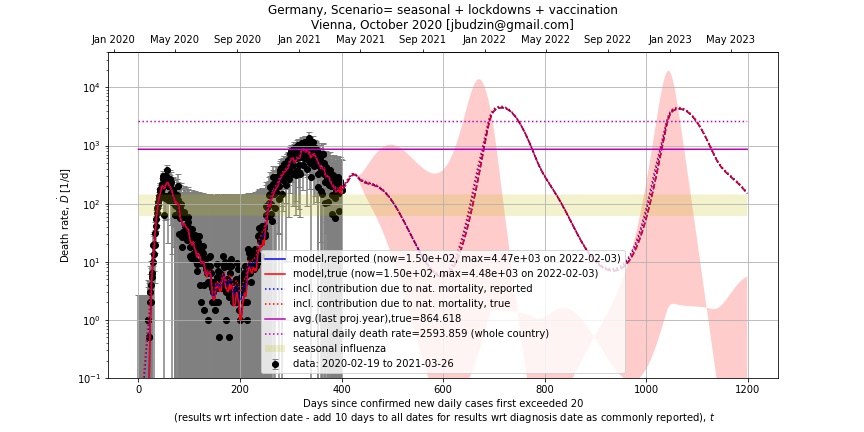 Germany, Scenario= seasonal + lockdowns + vaccination
Vienna, October 2020 [jbudzin@gmail.com]
Jan 2020 May 2020 Sep 2020 Jan 2021 May 2021 Sep 2021 Jan 2022 May 2022 Sep 2022 Jan 2023 May 2023
Death rate, D [1/d]
10⁴
10³
10²
10¹
10⁰
10⁻¹
model,reported (now=1.50e+02, max=4.47e+03 on 2022-02-03)
model,true (now=1.50e+02, max=4.48e+03 on 2022-02-03)
incl. contribution due to nat. mortality, reported
incl. contribution due to nat. mortality, true
avg.(last proj.year),true=864.618
natural daily death rate=2593.859 (whole country)
seasonal influenza
data: 2020-02-19 to 2021-03-26
0 200 400 600 800 1000 1200
Days since confirmed new daily cases first exceeded 20
(results wrt infection date - add 10 days to all dates for results wrt diagnosis date as commonly reported), t